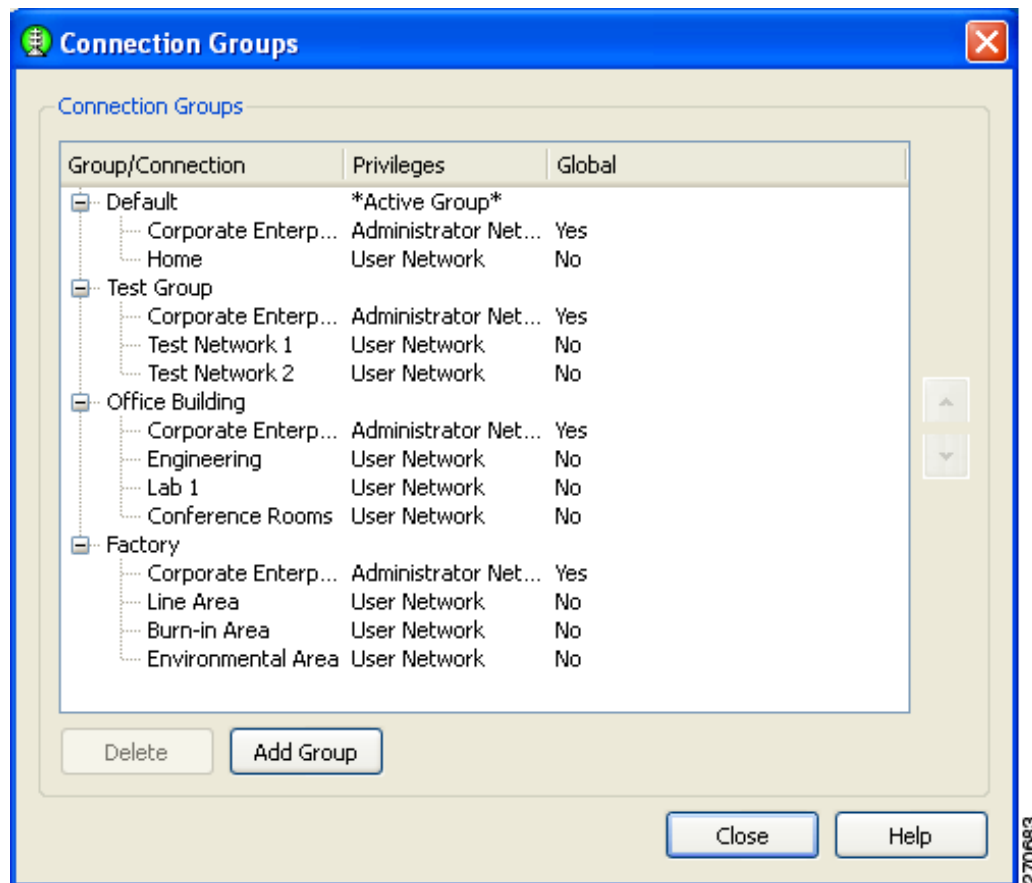 Connection Groups
Connection Groups
Group/Connection Privileges Global
Default *Active Group*
Corporate Enterp... Administrator Net... Yes
Home User Network No
Test Group
Corporate Enterp... Administrator Net... Yes
Test Network 1 User Network No
Test Network 2 User Network No
Office Building
Corporate Enterp... Administrator Net... Yes
Engineering User Network No
Lab 1 User Network No
Conference Rooms User Network No
Factory
Corporate Enterp... Administrator Net... Yes
Line Area User Network No
Burn-in Area User Network No
Environmental Area User Network No
Delete Add Group
Close Help
270683